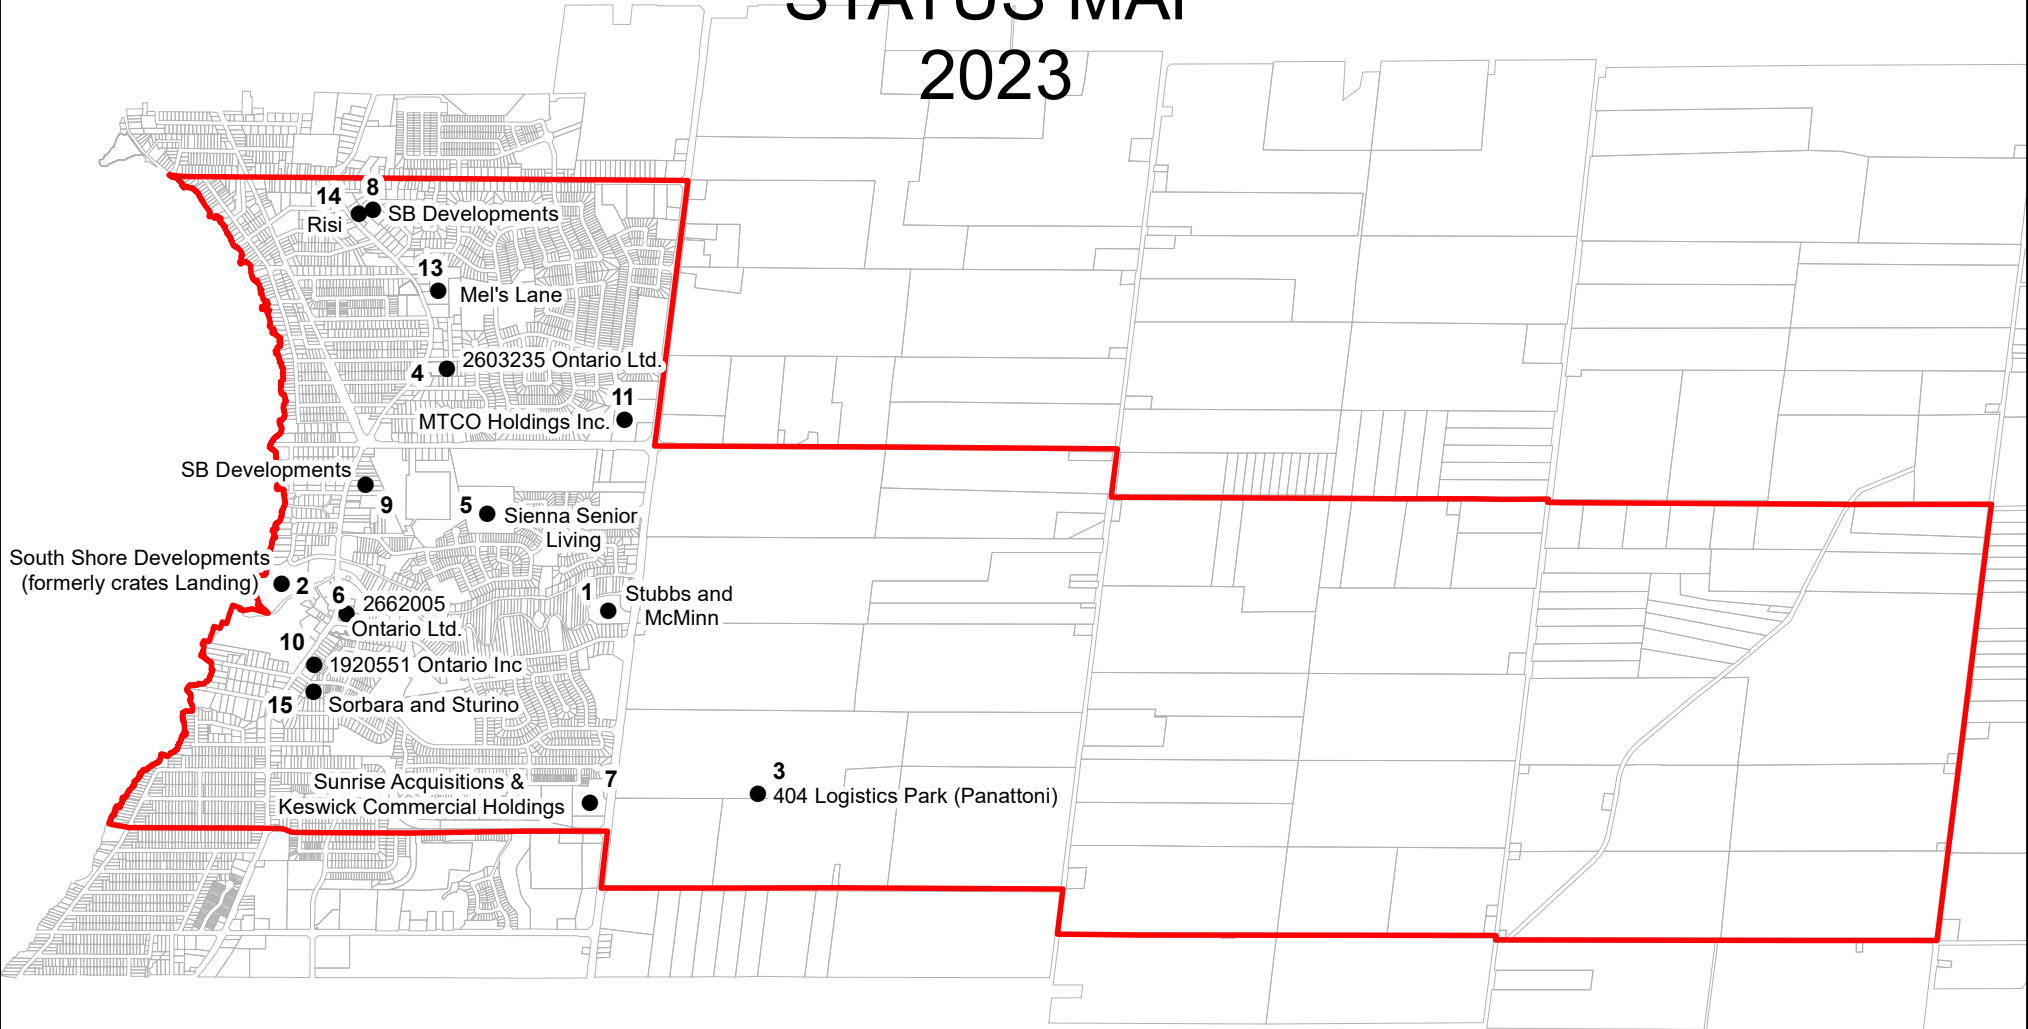 STATUS MAP
2023
14
8
SB Developments
Risi
13
Mel's Lane
2603235 Ontario Ltd.
4
11
MTCO Holdings Inc.
SB Developments
9
5
Sienna Senior
Living
South Shore Developments
(formerly crates Landing)
2
6
2662005
Ontario Ltd.
1
Stubbs and
McMinn
10
1920551 Ontario Inc
15
Sorbara and Sturino
Sunrise Acquisitions &
Keswick Commercial Holdings
7
3
404 Logistics Park (Panattoni)